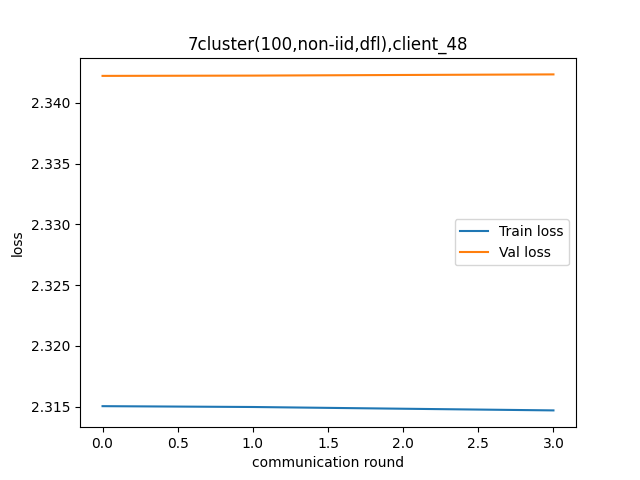 7cluster(100,non-iid,dfl),client_48
loss
2.340
2.335
2.330
2.325
2.320
2.315
Train loss
Val loss
0.0 0.5 1.0 1.5 2.0 2.5 3.0
communication round